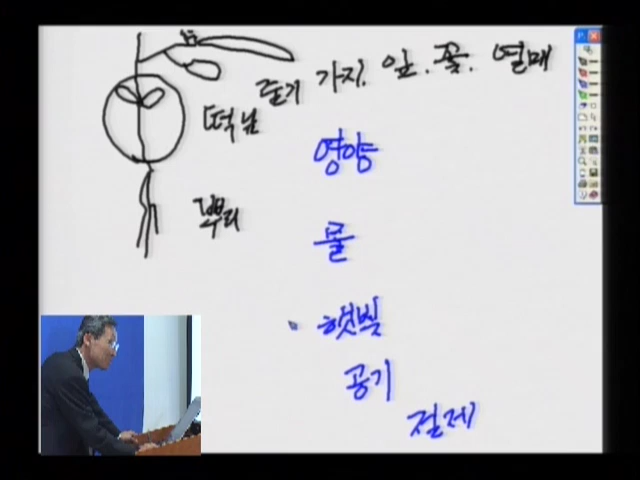 줄기 가지. 잎. 꽃. 열매
떡잎
뿌리
영양
물
햇빛
공기
절제